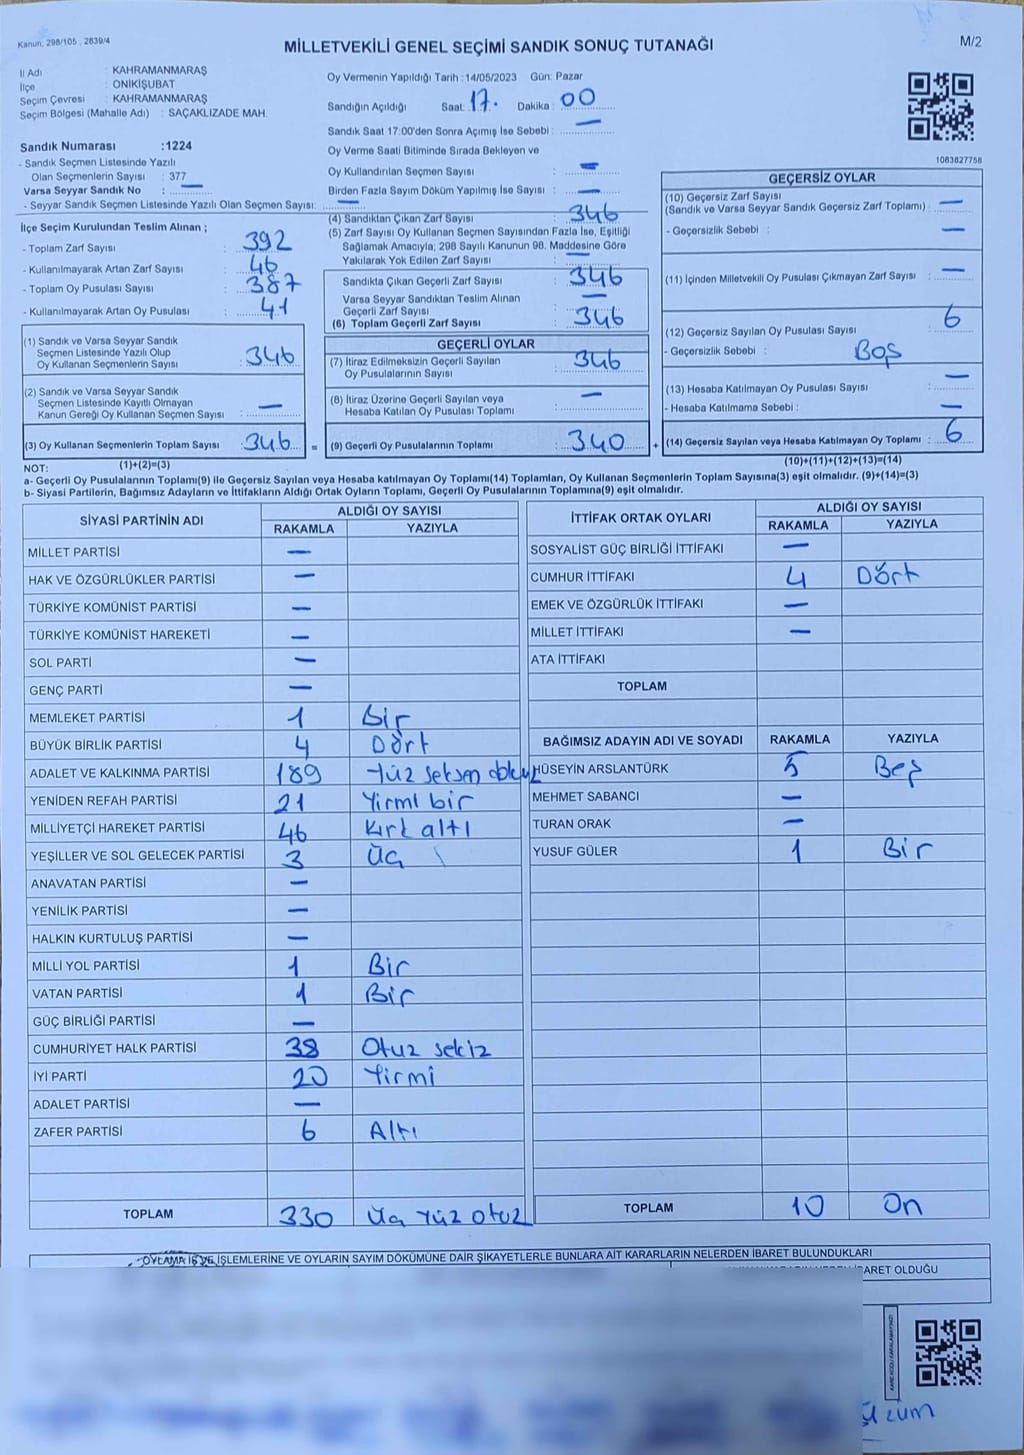 Kanun, 298/105 , 2839/4
MİLLETVEKİLİ GENEL SEÇİMİ SANDIK SONUÇ TUTANAĞI
M/2
İl Adı : KAHRAMANMARAŞ
İlçe : ONİKİŞUBAT
Seçim Çevresi : KAHRAMANMARAŞ
Seçim Bölgesi (Mahalle Adı) : SAÇAKLIZADE MAH.
Sandık Numarası :1224
- Sandık Seçmen Listesinde Yazılı
Olan Seçmenlerin Sayısı : 377
Varsa Seyyar Sandık No : —
- Seyyar Sandık Seçmen Listesinde Yazılı Olan Seçmen Sayısı: —
İlçe Seçim Kurulundan Teslim Alınan ;
- Toplam Zarf Sayısı : 392
- Kullanılmayarak Artan Zarf Sayısı : 46
- Toplam Oy Pusulası Sayısı : 387
- Kullanılmayarak Artan Oy Pusulası : 41
(1) Sandık ve Varsa Seyyar Sandık
Seçmen Listesinde Yazılı Olup
Oy Kullanan Seçmenlerin Sayısı : 346
(2) Sandık ve Varsa Seyyar Sandık
Seçmen Listesinde Kayıtlı Olmayan
Kanun Gereği Oy Kullanan Seçmen Sayısı : —
(3) Oy Kullanan Seçmenlerin Toplam Sayısı : 346 =
Oy Vermenin Yapıldığı Tarih :14/05/2023 Gün: Pazar
Sandığın Açıldığı Saat: 17. Dakika : 00
Sandık Saat 17:00'den Sonra Açımış İse Sebebi : —
Oy Verme Saati Bitiminde Sırada Bekleyen ve
Oy Kullandırılan Seçmen Sayısı : —
Birden Fazla Sayım Döküm Yapılmış İse Sayısı : —
(4) Sandıktan Çıkan Zarf Sayısı : 346
(5) Zarf Sayısı Oy Kullanan Seçmen Sayısından Fazla İse, Eşitliği
Sağlamak Amacıyla; 298 Sayılı Kanunun 98. Maddesine Göre
Yakılarak Yok Edilen Zarf Sayısı : —
Sandıkta Çıkan Geçerli Zarf Sayısı : 346
Varsa Seyyar Sandıktan Teslim Alınan
Geçerli Zarf Sayısı : —
(6) Toplam Geçerli Zarf Sayısı : 346
GEÇERLİ OYLAR
(7) İtiraz Edilmeksizin Geçerli Sayılan
Oy Pusulalarının Sayısı : 346
(8) İtiraz Üzerine Geçerli Sayılan veya
Hesaba Katılan Oy Pusulası Toplamı : —
(9) Geçerli Oy Pusulalarının Toplamı : 340 +
1083827756
GEÇERSİZ OYLAR
(10) Geçersiz Zarf Sayısı
(Sandık ve Varsa Seyyar Sandık Geçersiz Zarf Toplamı) : —
- Geçersizlik Sebebi : —
(11) İçinden Milletvekili Oy Pusulası Çıkmayan Zarf Sayısı : —
(12) Geçersiz Sayılan Oy Pusulası Sayısı : 6
- Geçersizlik Sebebi : Boş
(13) Hesaba Katılmayan Oy Pusulası Sayısı : —
- Hesaba Katılmama Sebebi : —
(14) Geçersiz Sayılan veya Hesaba Katılmayan Oy Toplamı : 6
NOT: (1)+(2)=(3)
(10)+(11)+(12)+(13)=(14)
a- Geçerli Oy Pusulalarının Toplamı(9) ile Geçersiz Sayılan veya Hesaba katılmayan Oy Toplamı(14) Toplamları, Oy Kullanan Seçmenlerin Toplam Sayısına(3) eşit olmalıdır. (9)+(14)=(3)
b- Siyasi Partilerin, Bağımsız Adayların ve İttifakların Aldığı Ortak Oyların Toplamı, Geçerli Oy Pusulalarının Toplamına(9) eşit olmalıdır.
SİYASİ PARTİNİN ADI ALDIĞI OY SAYISI
RAKAMLA YAZIYLA
MİLLET PARTİSİ —
HAK VE ÖZGÜRLÜKLER PARTİSİ —
TÜRKİYE KOMÜNİST PARTİSİ —
TÜRKİYE KOMÜNİST HAREKETİ —
SOL PARTİ —
GENÇ PARTİ —
MEMLEKET PARTİSİ 1 Bir
BÜYÜK BİRLİK PARTİSİ 4 Dört
ADALET VE KALKINMA PARTİSİ 189 Yüz seksen dokuz
YENİDEN REFAH PARTİSİ 21 Yirmi bir
MİLLİYETÇİ HAREKET PARTİSİ 46 Kırk altı
YEŞİLLER VE SOL GELECEK PARTİSİ 3 Üç
ANAVATAN PARTİSİ —
YENİLİK PARTİSİ —
HALKIN KURTULUŞ PARTİSİ —
MİLLİ YOL PARTİSİ 1 Bir
VATAN PARTİSİ 1 Bir
GÜÇ BİRLİĞİ PARTİSİ —
CUMHURİYET HALK PARTİSİ 38 Otuz sekiz
İYİ PARTİ 20 Yirmi
ADALET PARTİSİ —
ZAFER PARTİSİ 6 Altı
TOPLAM 330 Üç Yüz otuz
İTTİFAK ORTAK OYLARI ALDIĞI OY SAYISI
RAKAMLA YAZIYLA
SOSYALİST GÜÇ BİRLİĞİ İTTİFAKI —
CUMHUR İTTİFAKI 4 Dört
EMEK VE ÖZGÜRLÜK İTTİFAKI —
MİLLET İTTİFAKI —
ATA İTTİFAKI
TOPLAM
BAĞIMSIZ ADAYIN ADI VE SOYADI RAKAMLA YAZIYLA
HÜSEYİN ARSLANTÜRK 5 Beş
MEHMET SABANCI —
TURAN ORAK —
YUSUF GÜLER 1 Bir
TOPLAM 10 On
OYLAMA İŞ VE İŞLEMLERİNE VE OYLARIN SAYIM DÖKÜMÜNE DAİR ŞİKAYETLERLE BUNLARA AİT KARARLARIN NELERDEN İBARET BULUNDUKLARI
İBARET OLDUĞU